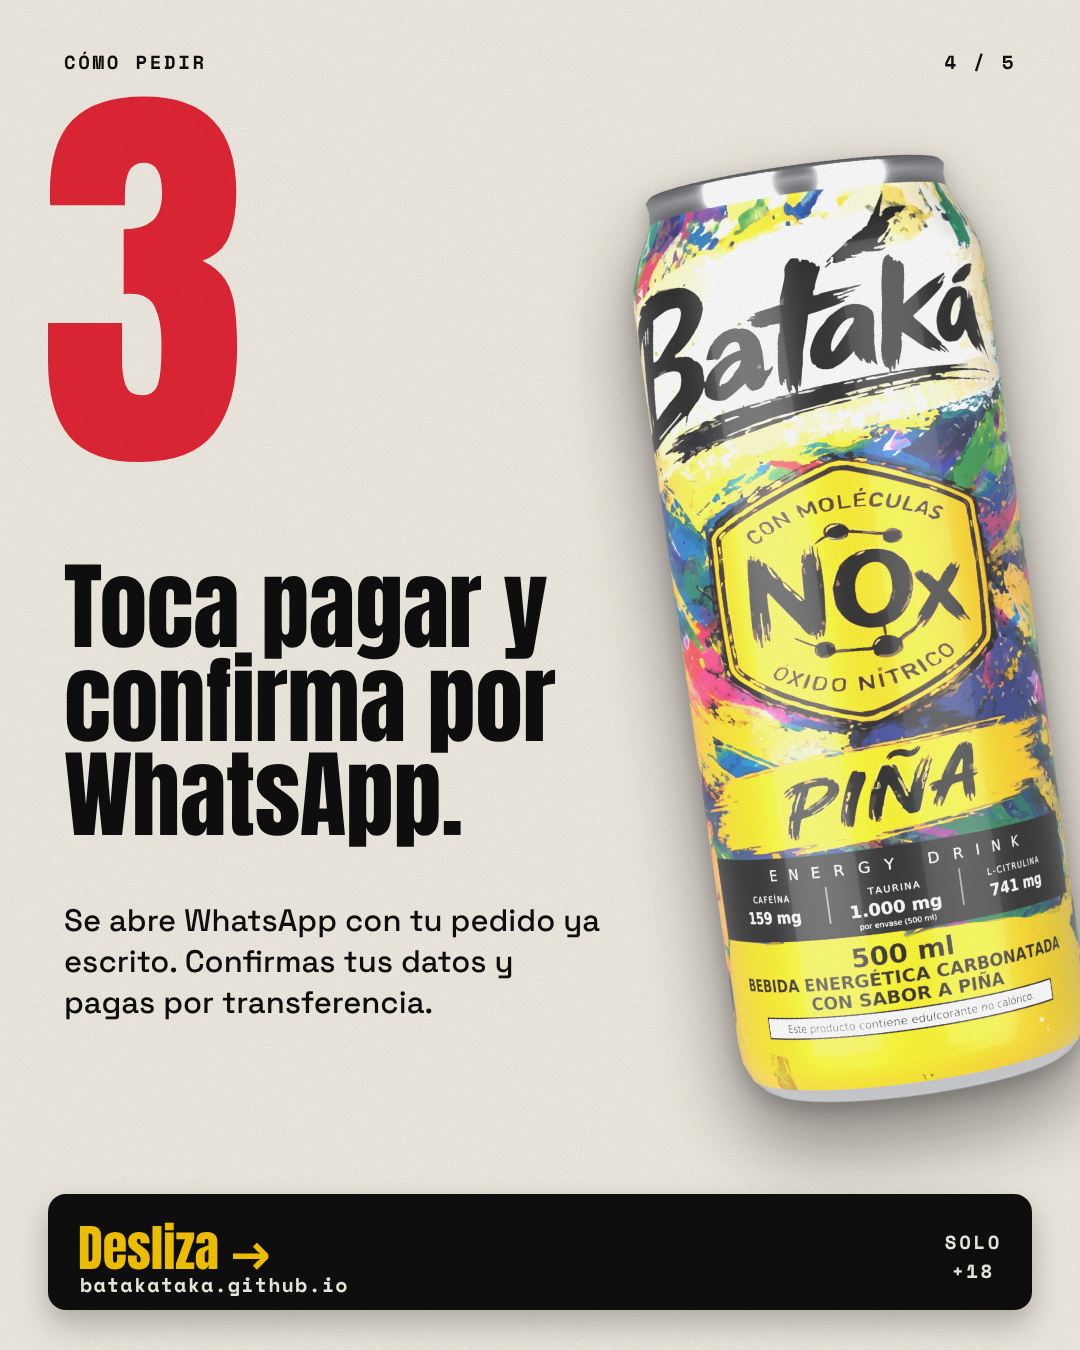 CÓMO PEDIR
4 / 5
3
Toca pagar y
confirma por
WhatsApp.
Se abre WhatsApp con tu pedido ya
escrito. Confirmas tus datos y
pagas por transferencia.
Bataká
CON MOLÉCULAS
NOx
ÓXIDO NÍTRICO
PIÑA
ENERGY DRINK
CAFEÍNA
159 mg
TAURINA
1.000 mg
por envase (500 ml)
L-CITRULINA
741 mg
500 ml
BEBIDA ENERGÉTICA CARBONATADA
CON SABOR A PIÑA
Este producto contiene edulcorante no calórico.
Desliza →
batakataka.github.io
SOLO
+18